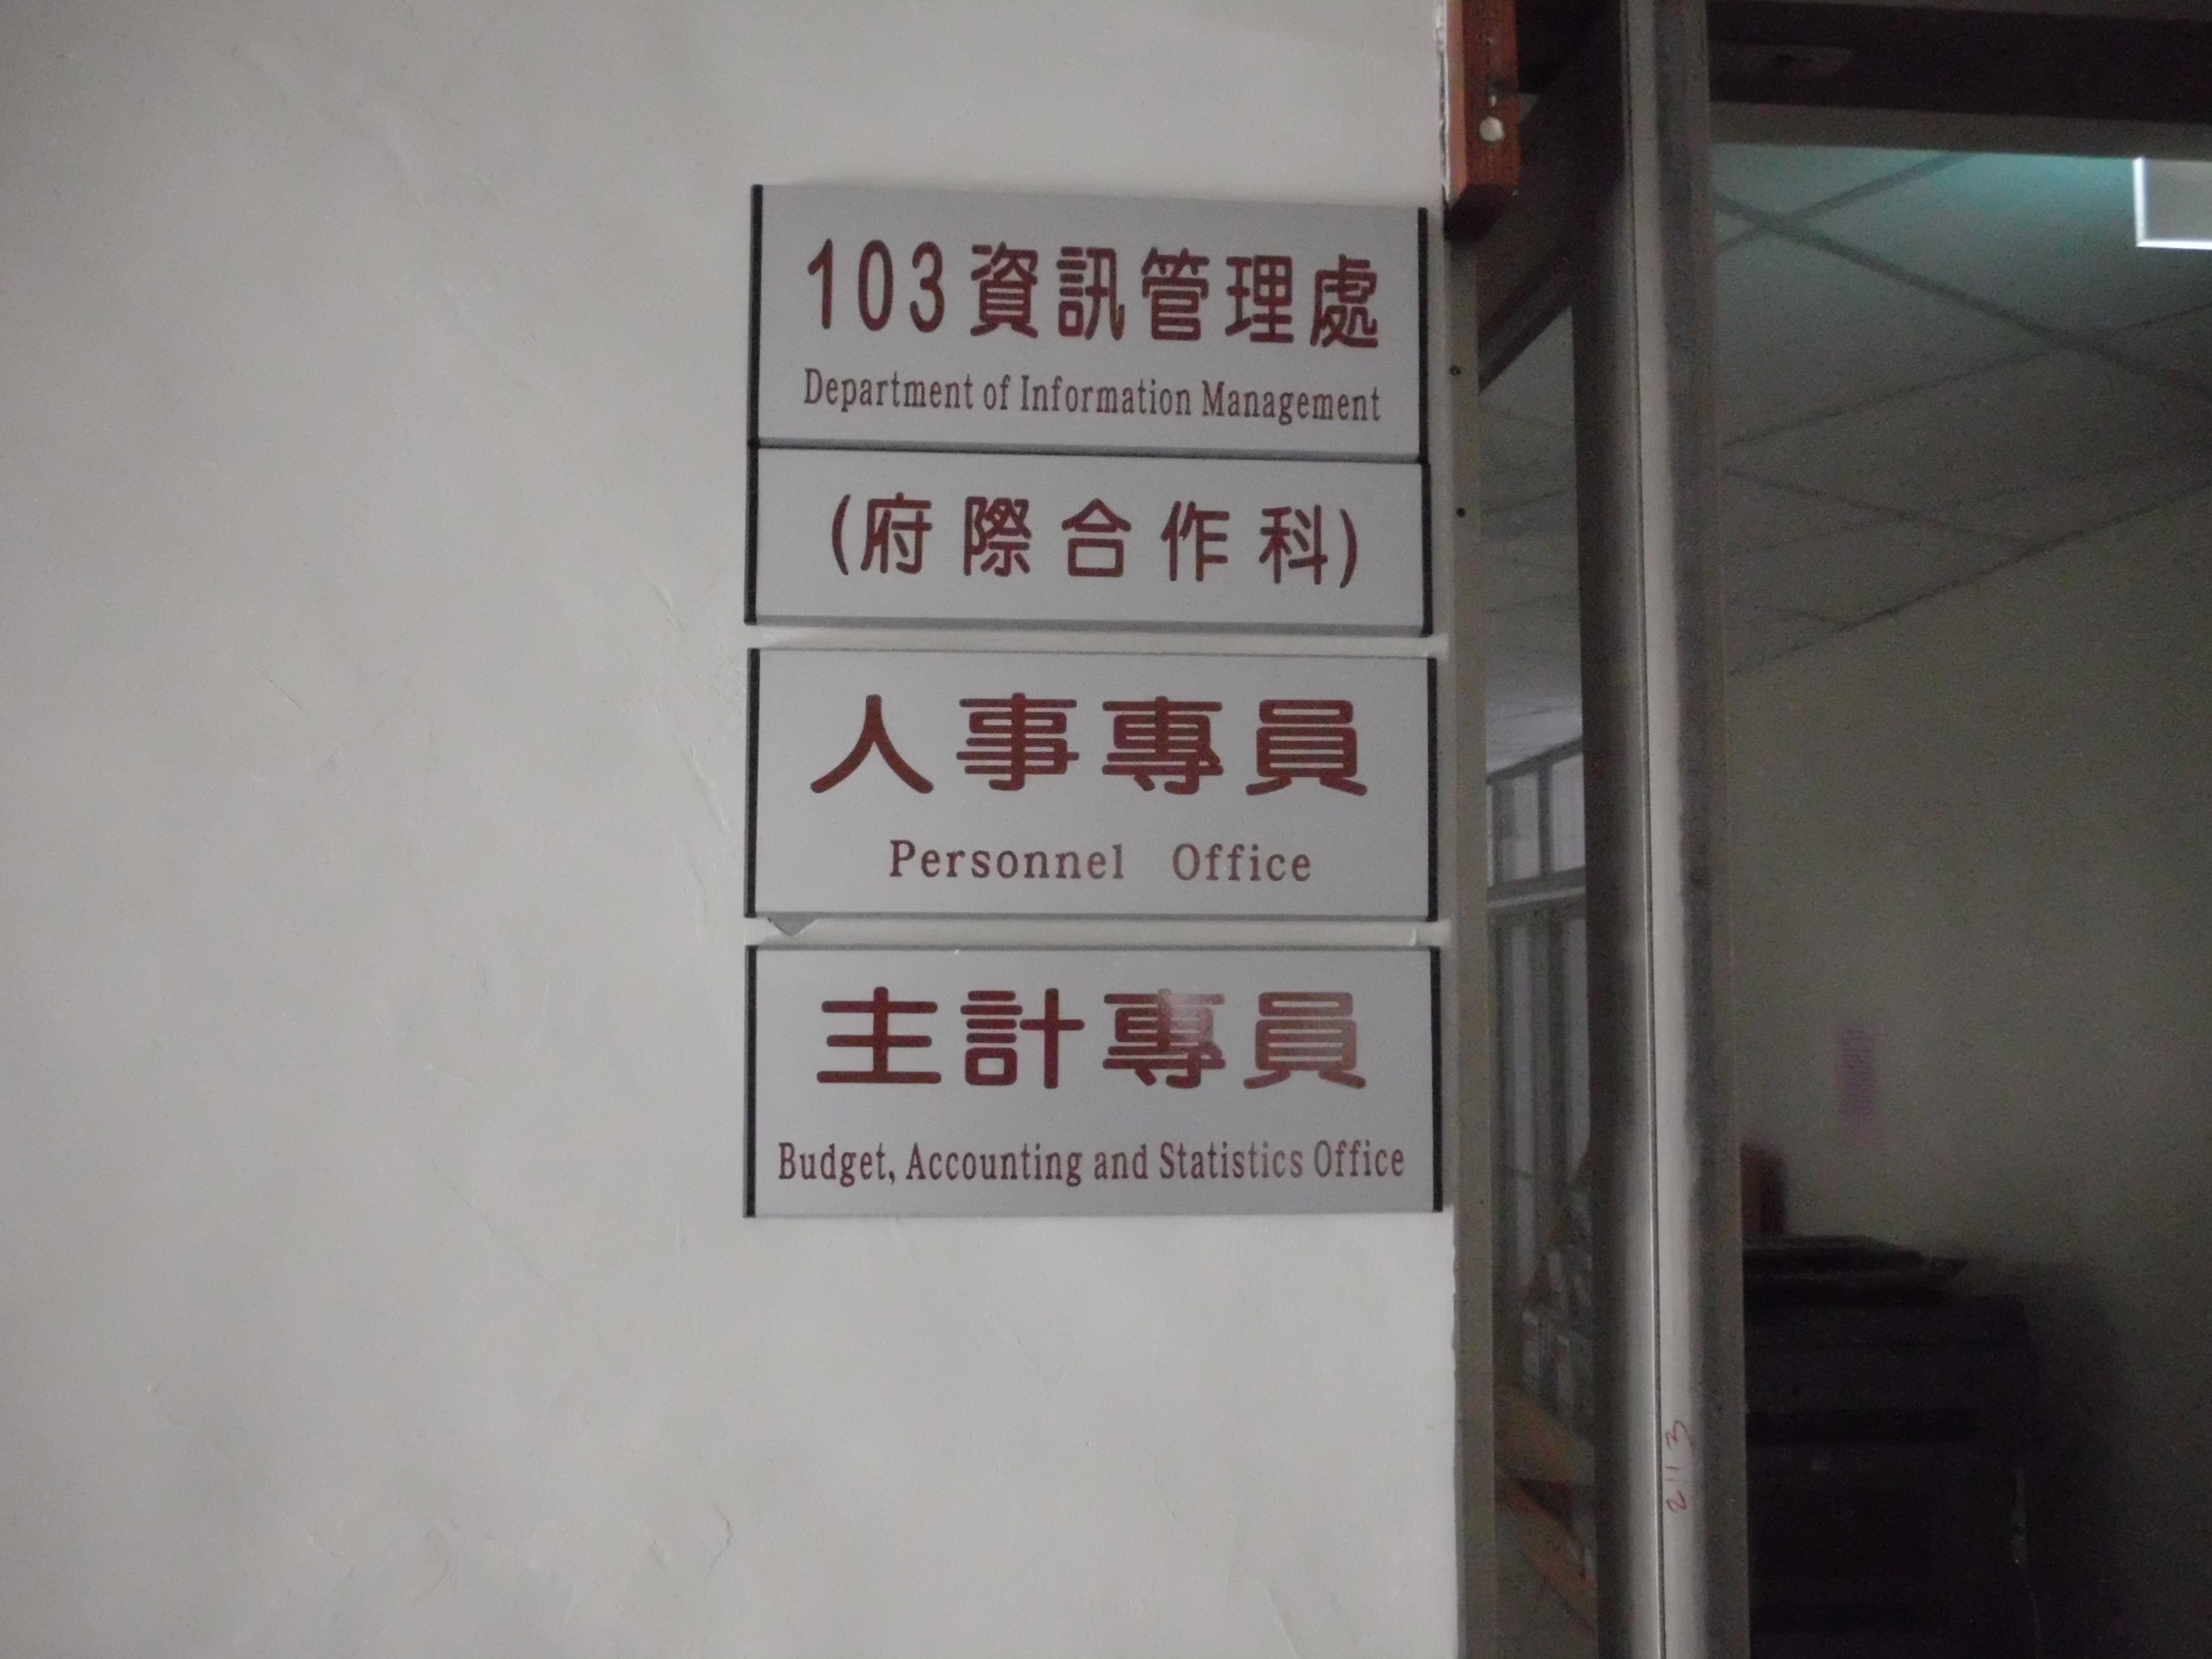 103資訊管理處
Department of Information Management
(府際合作科)
人事專員
Personnel Office
主計專員
Budget, Accounting and Statistics Office
2113